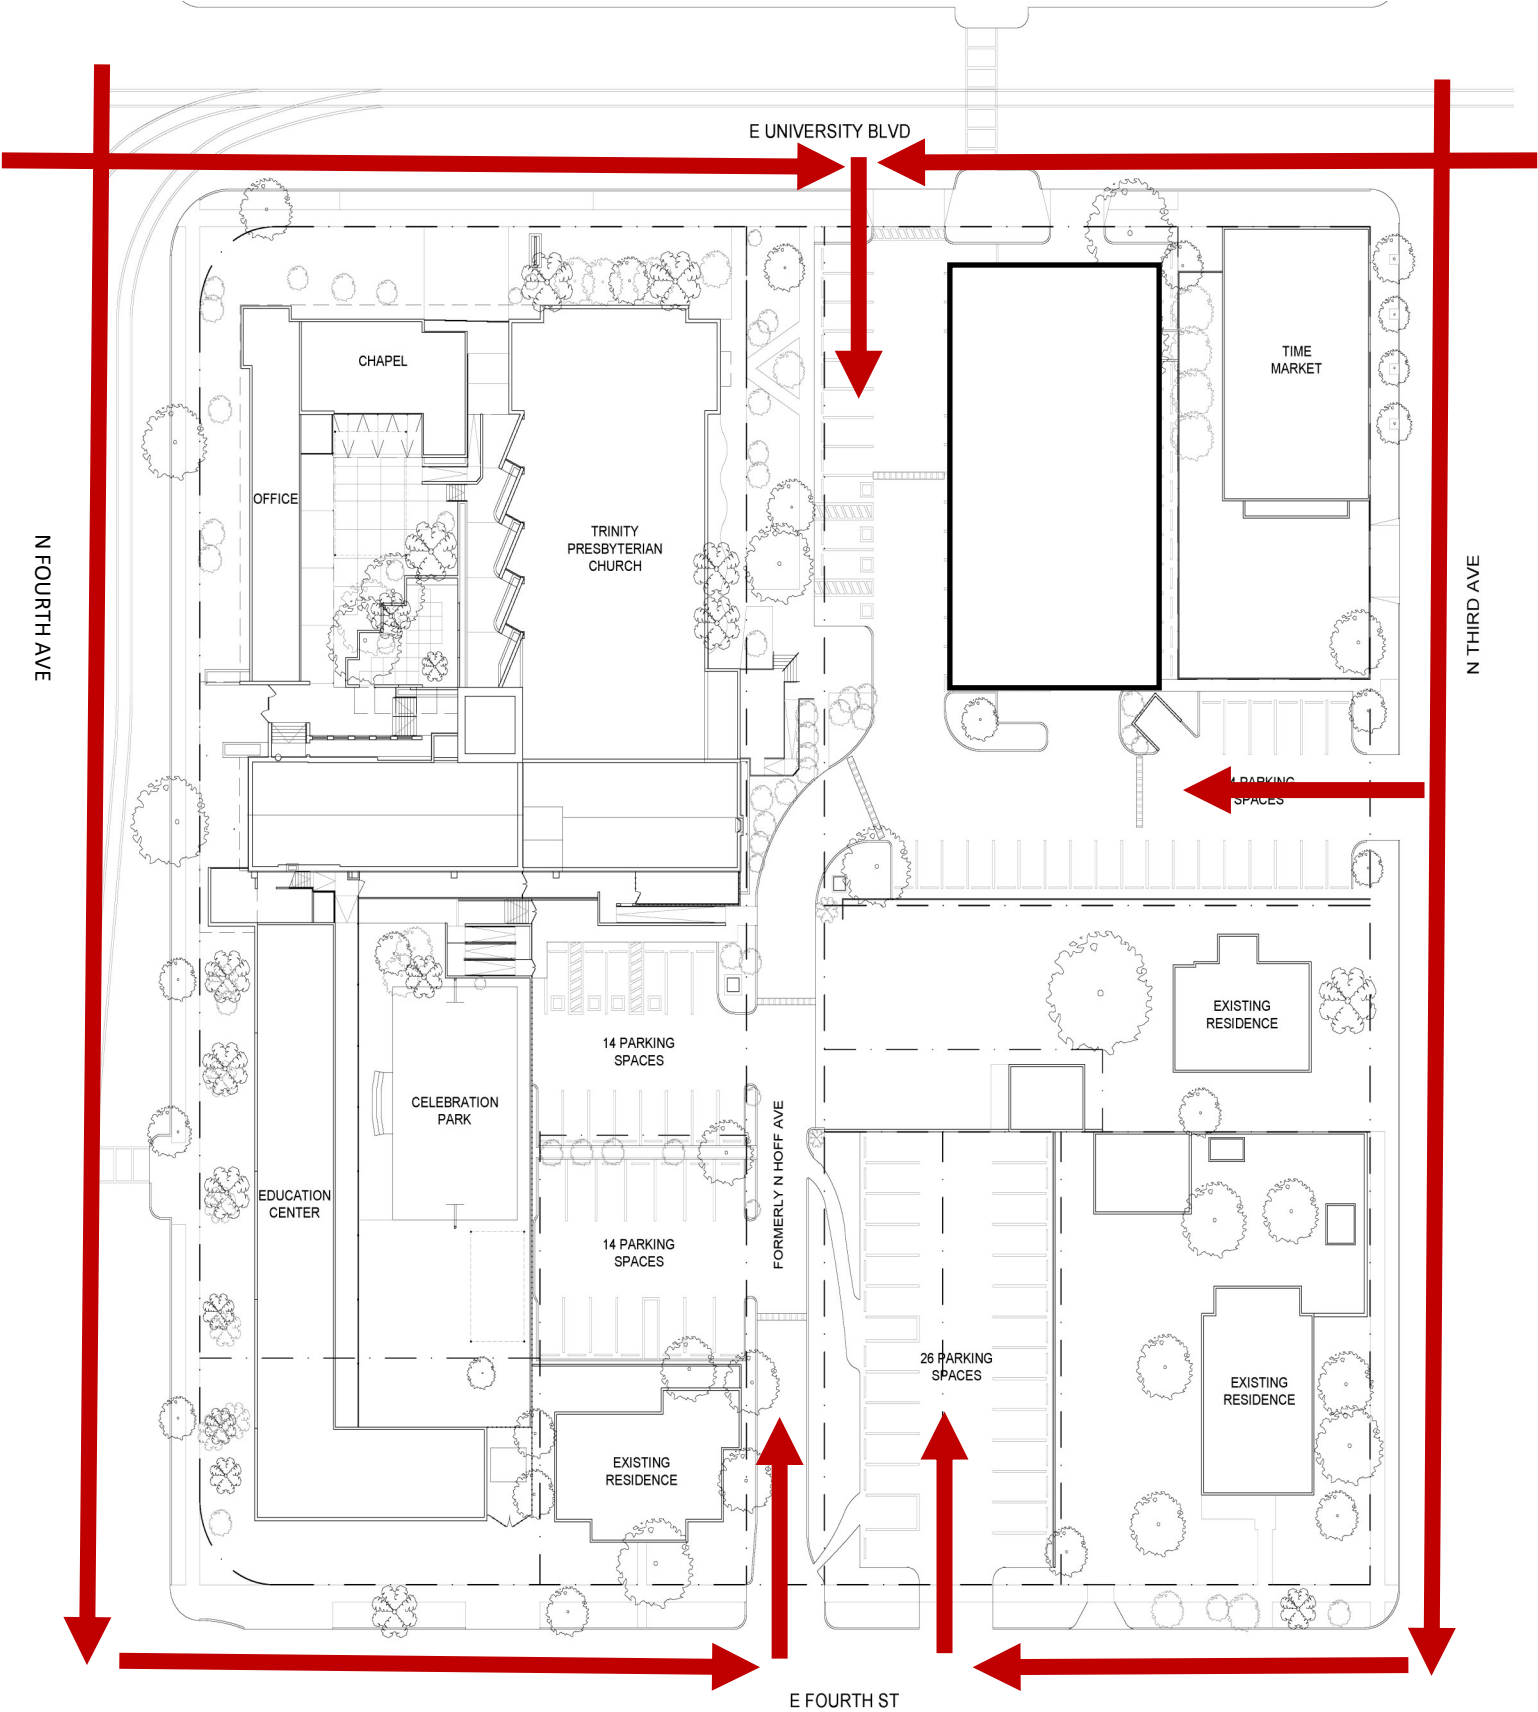 E UNIVERSITY BLVD
CHAPEL
TIME
MARKET
OFFICE
TRINITY
PRESBYTERIAN
CHURCH
N FOURTH AVE
N THIRD AVE
PARKING
SPACES
EXISTING
RESIDENCE
14 PARKING
SPACES
CELEBRATION
PARK
FORMERLY N HOFF AVE
EDUCATION
CENTER
14 PARKING
SPACES
26 PARKING
SPACES
EXISTING
RESIDENCE
EXISTING
RESIDENCE
E FOURTH ST